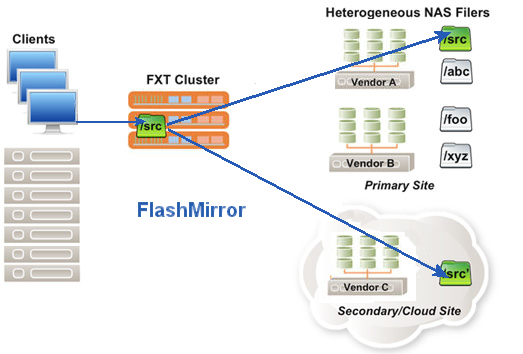 Heterogeneous NAS Filers
Clients
FXT Cluster
/src
/src
Vendor A
/abc
/foo
Vendor B
/xyz
Primary Site
FlashMirror
Vendor C
/src'
Secondary/Cloud Site